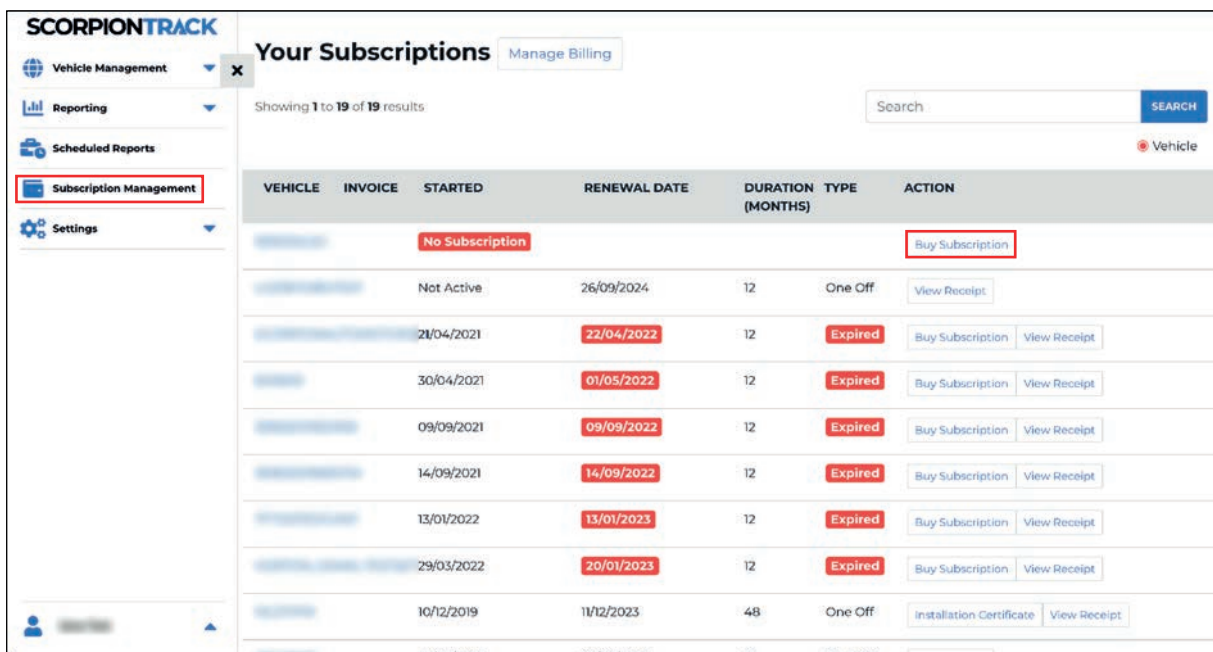 SCORPIONTRACK
Vehicle Management
Reporting
Scheduled Reports
Subscription Management
Settings
Your Subscriptions Manage Billing
Showing 1 to 19 of 19 results
Search SEARCH
Vehicle
VEHICLE INVOICE STARTED RENEWAL DATE DURATION (MONTHS) TYPE ACTION
No Subscription Buy Subscription
Not Active 26/09/2024 12 One Off View Receipt
21/04/2021 22/04/2022 12 Expired Buy Subscription View Receipt
30/04/2021 01/05/2022 12 Expired Buy Subscription View Receipt
09/09/2021 09/09/2022 12 Expired Buy Subscription View Receipt
14/09/2021 14/09/2022 12 Expired Buy Subscription View Receipt
13/01/2022 13/01/2023 12 Expired Buy Subscription View Receipt
29/03/2022 20/01/2023 12 Expired Buy Subscription View Receipt
10/12/2019 11/12/2023 48 One Off Installation Certificate View Receipt